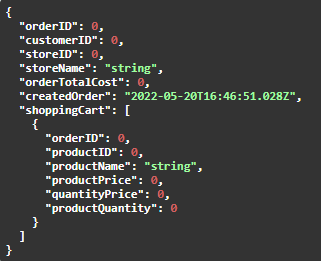 {
  "orderID": 0,
  "customerID": 0,
  "storeID": 0,
  "storeName": "string",
  "orderTotalCost": 0,
  "createdOrder": "2022-05-20T16:46:51.028Z",
  "shoppingCart": [
    {
      "orderID": 0,
      "productID": 0,
      "productName": "string",
      "productPrice": 0,
      "quantityPrice": 0,
      "productQuantity": 0
    }
  ]
}